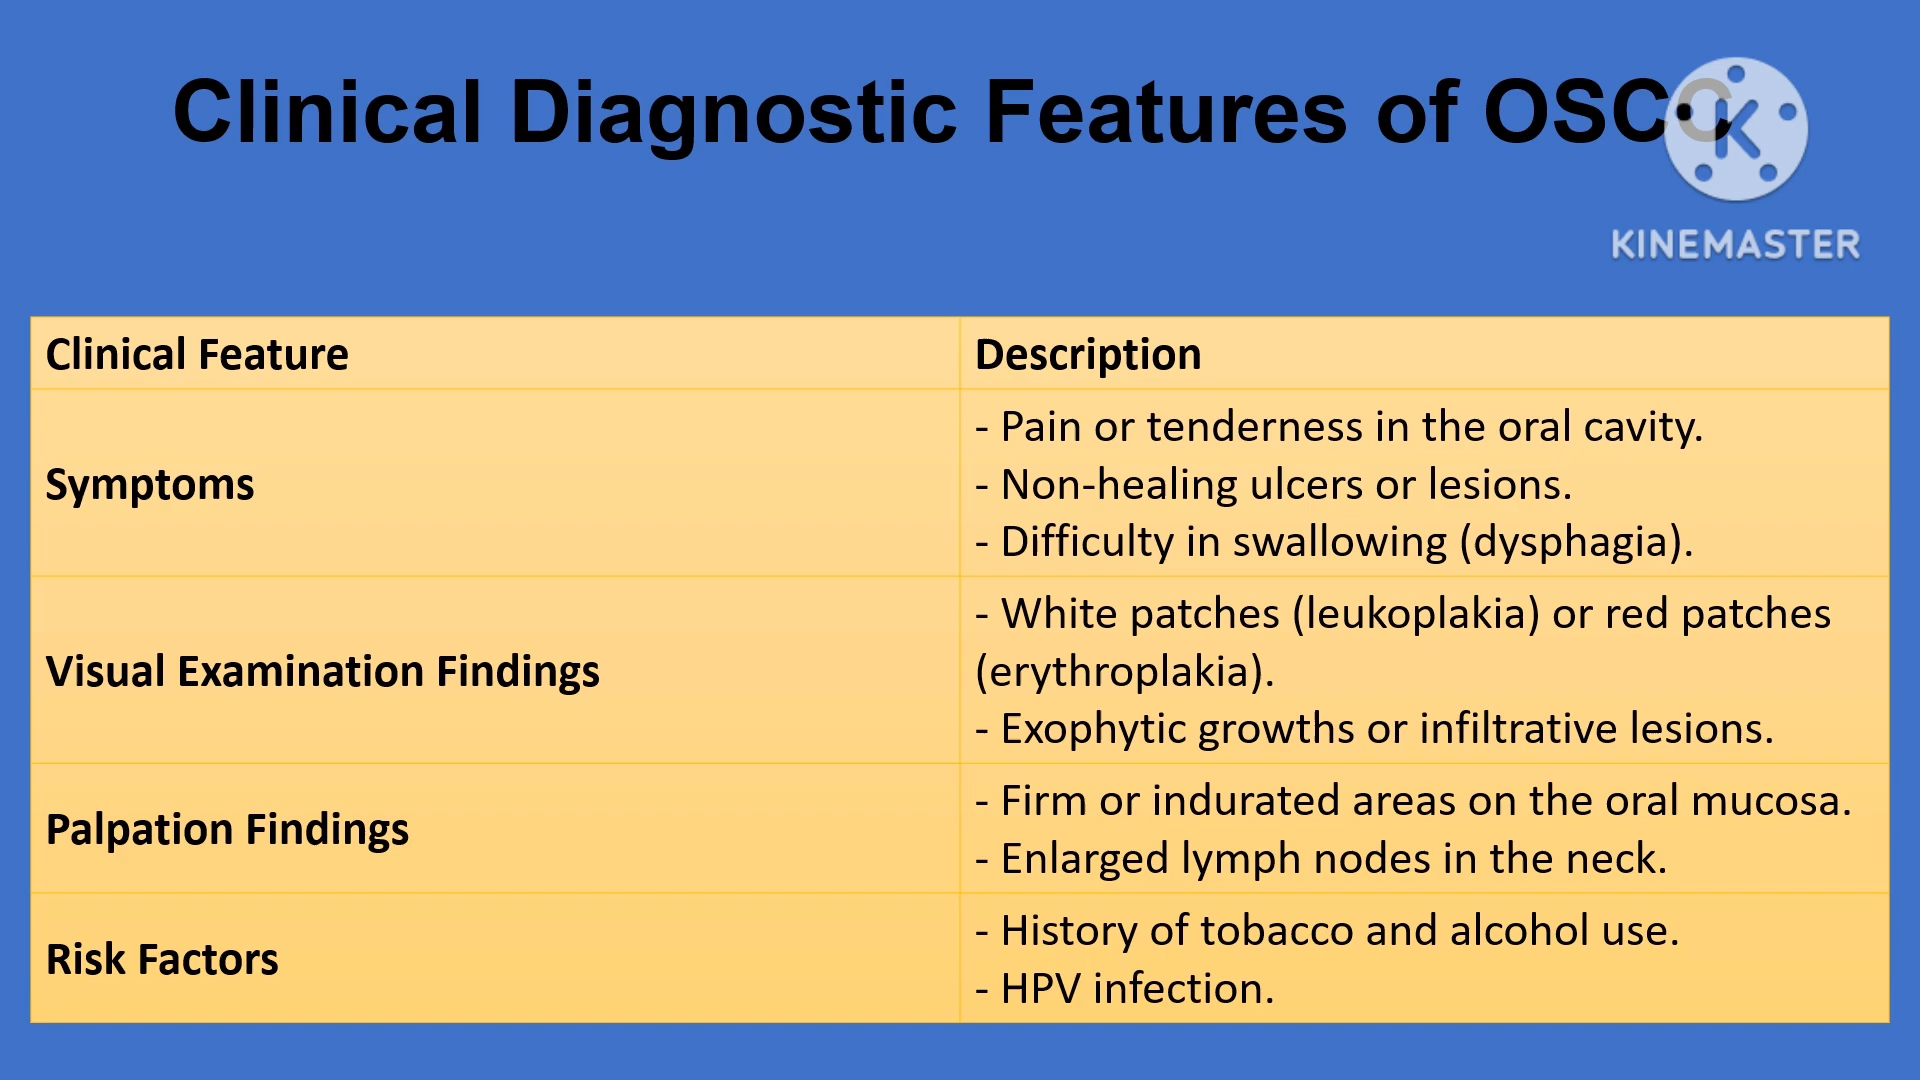 Clinical Diagnostic Features of OSCC
KINEMASTER
Clinical Feature
Description
Symptoms
- Pain or tenderness in the oral cavity.
- Non-healing ulcers or lesions.
- Difficulty in swallowing (dysphagia).
Visual Examination Findings
- White patches (leukoplakia) or red patches
(erythroplakia).
- Exophytic growths or infiltrative lesions.
Palpation Findings
- Firm or indurated areas on the oral mucosa.
- Enlarged lymph nodes in the neck.
Risk Factors
- History of tobacco and alcohol use.
- HPV infection.